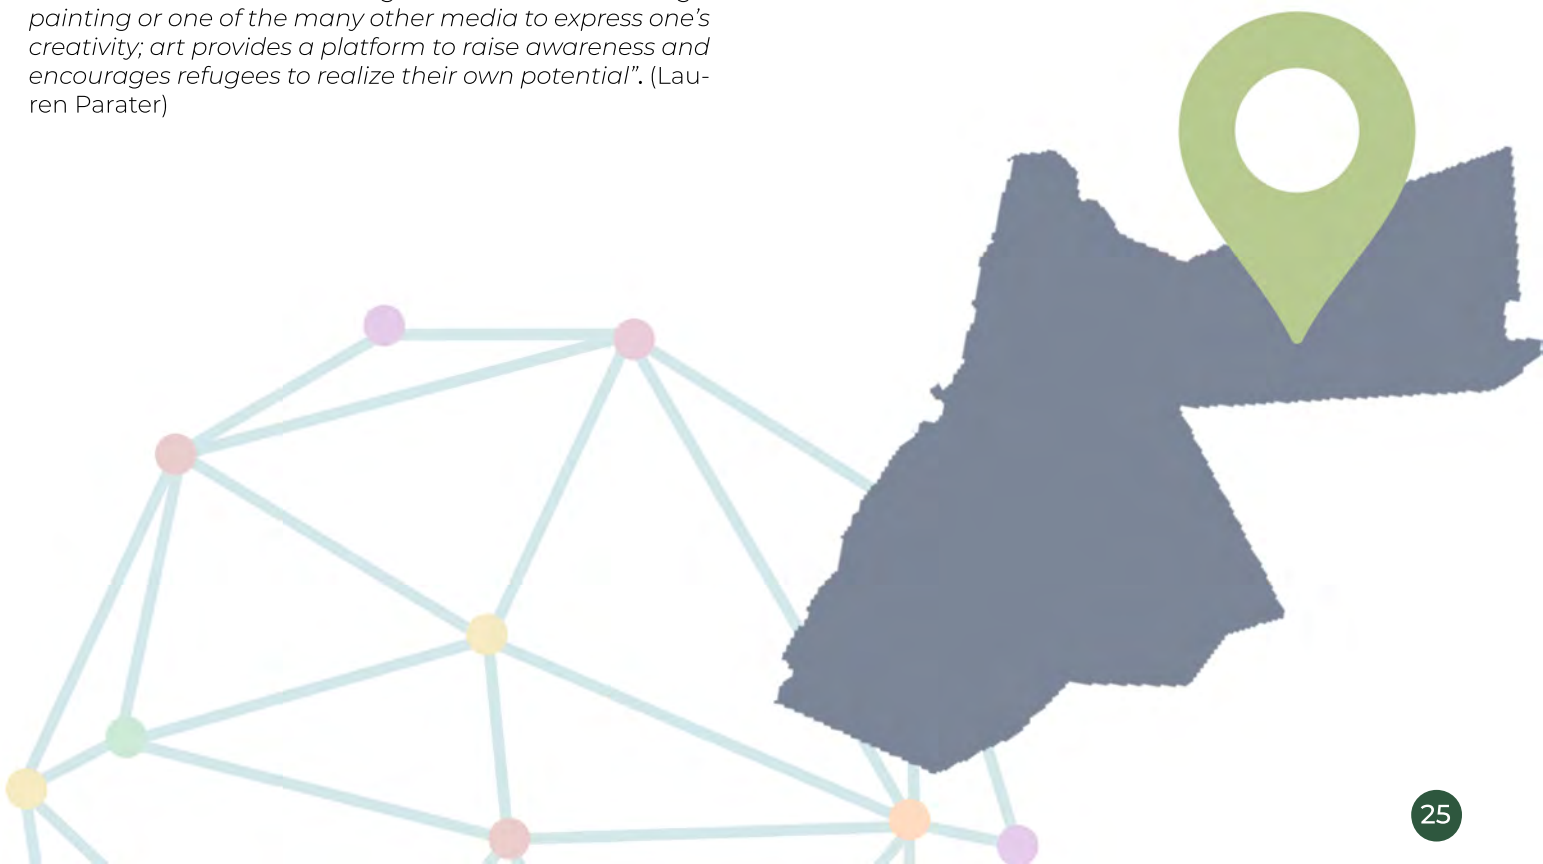 painting or one of the many other media to express one’s
creativity; art provides a platform to raise awareness and
encourages refugees to realize their own potential”. (Lau-
ren Parater)
25